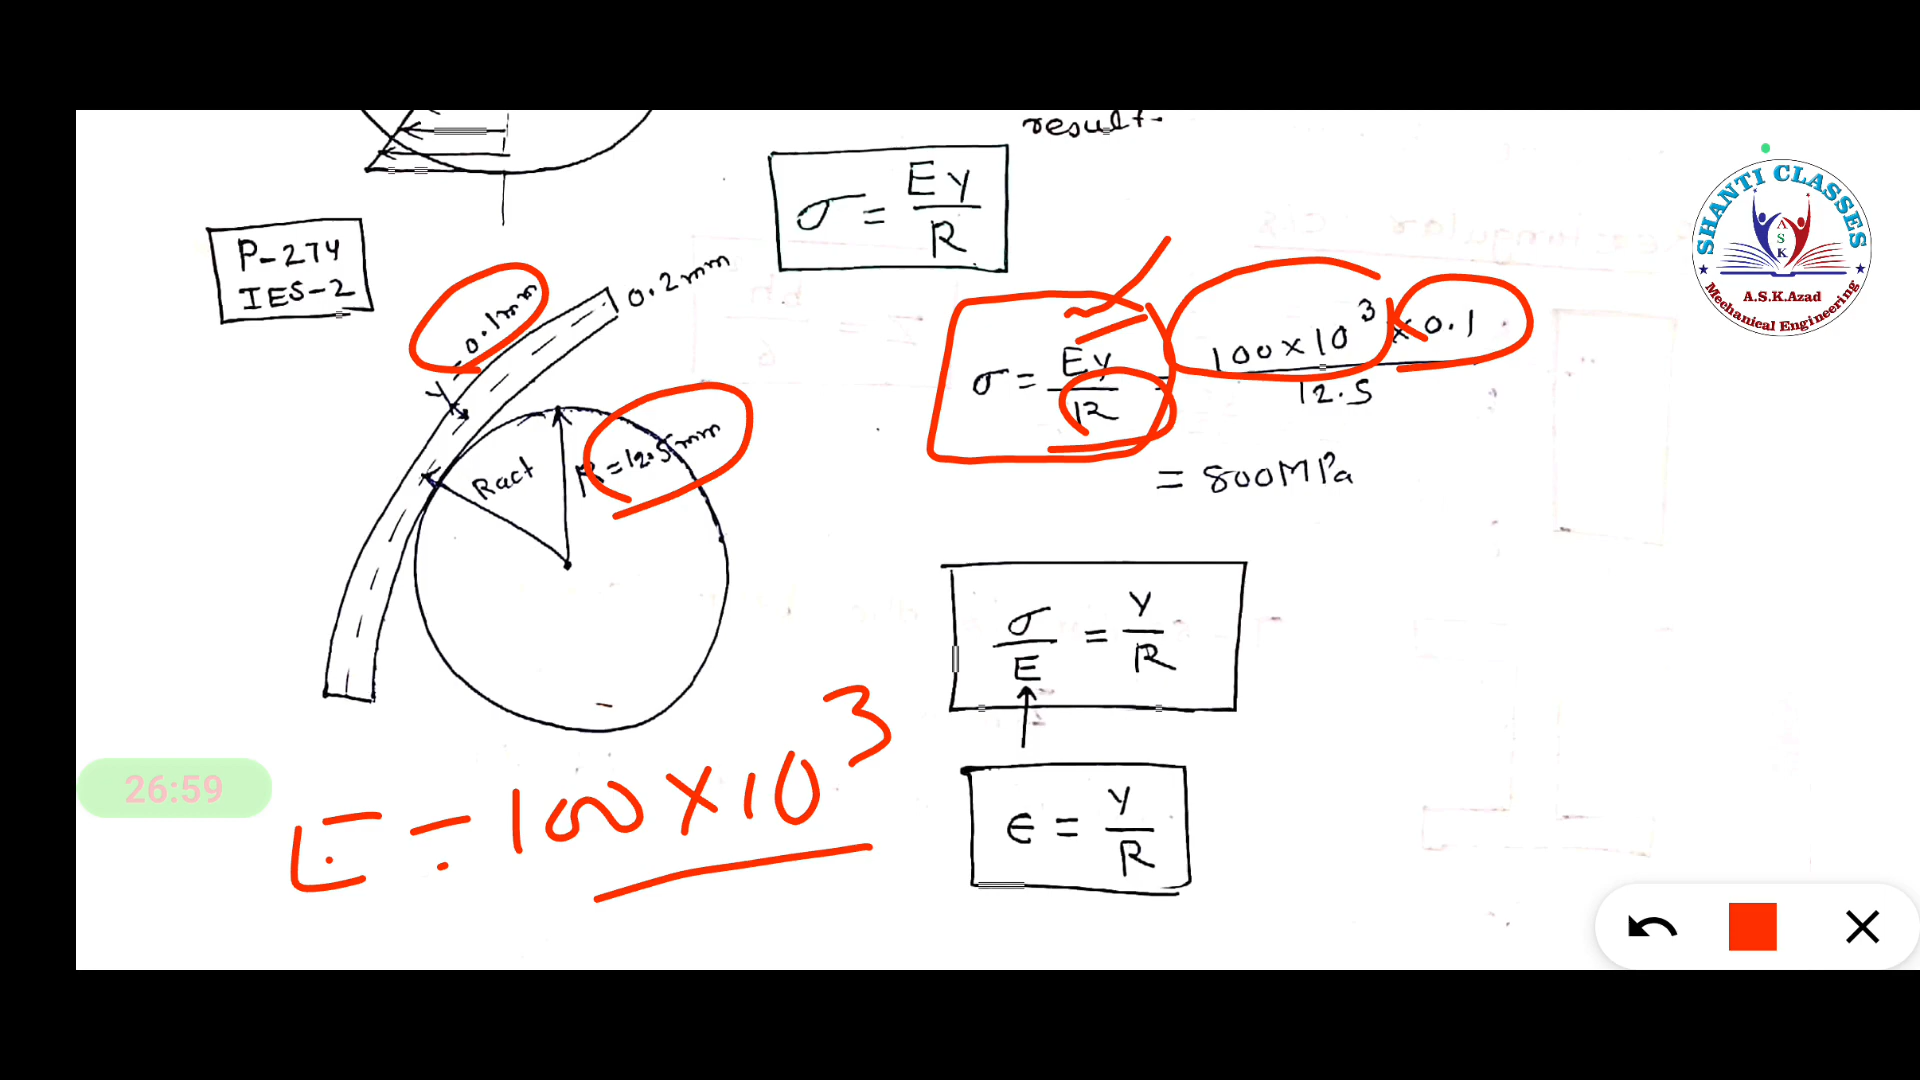 result.
σ = Ey/R
P-274
IES-2
y = 0.1mm
0.2mm
Ract
R = 12.5mm
σ = Ey/R = 100×10³ × 0.1 / 12.5
= 800MPa
σ/E = y/R
ϵ = y/R
E = 100×10³
26:59
SHANTI CLASSES
A
S
K
A.S.K.Azad
Mechanical Engineering